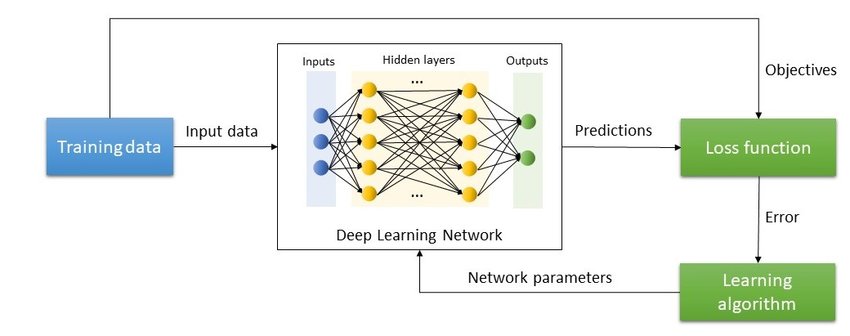 Inputs
Hidden layers
Outputs
...
Objectives
Training data
Input data
Predictions
Loss function
...
Deep Learning Network
Error
Network parameters
Learning
algorithm